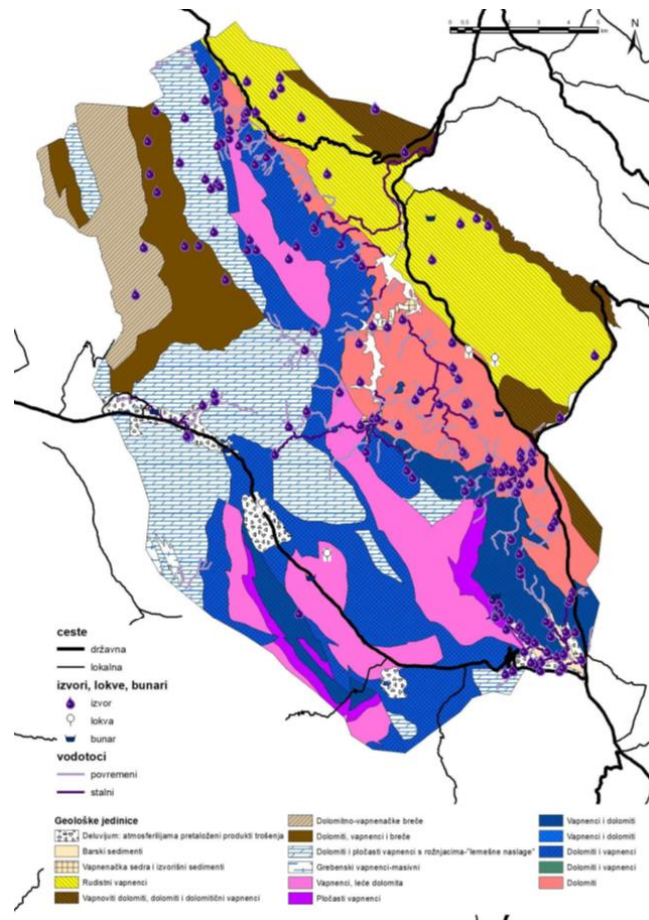 0 0,5 1 2 3 4 5
km
N
ceste
državna
lokalna
izvori, lokve, bunari
izvor
lokva
bunar
vodotoci
povremeni
stalni
Geološke jedinice
Deluvijum: atmosferilijama pretaloženi produkti trošenja
Barski sedimenti
Vapnenačka sedra i izvorišni sedimenti
Rudistni vapnenci
Vapnoviti dolomiti, dolomiti i dolomitični vapnenci
Dolomitno-vapnenačke breče
Dolomiti, vapnenci i breče
Dolomiti i pločasti vapnenci s rožnjacima-"lemešne naslage"
Grebenski vapnenci-masivni
Vapnenci, leće dolomita
Pločasti vapnenci
Vapnenci i dolomiti
Vapnenci i dolomiti
Dolomiti i vapnenci
Dolomiti i vapnenci
Dolomiti